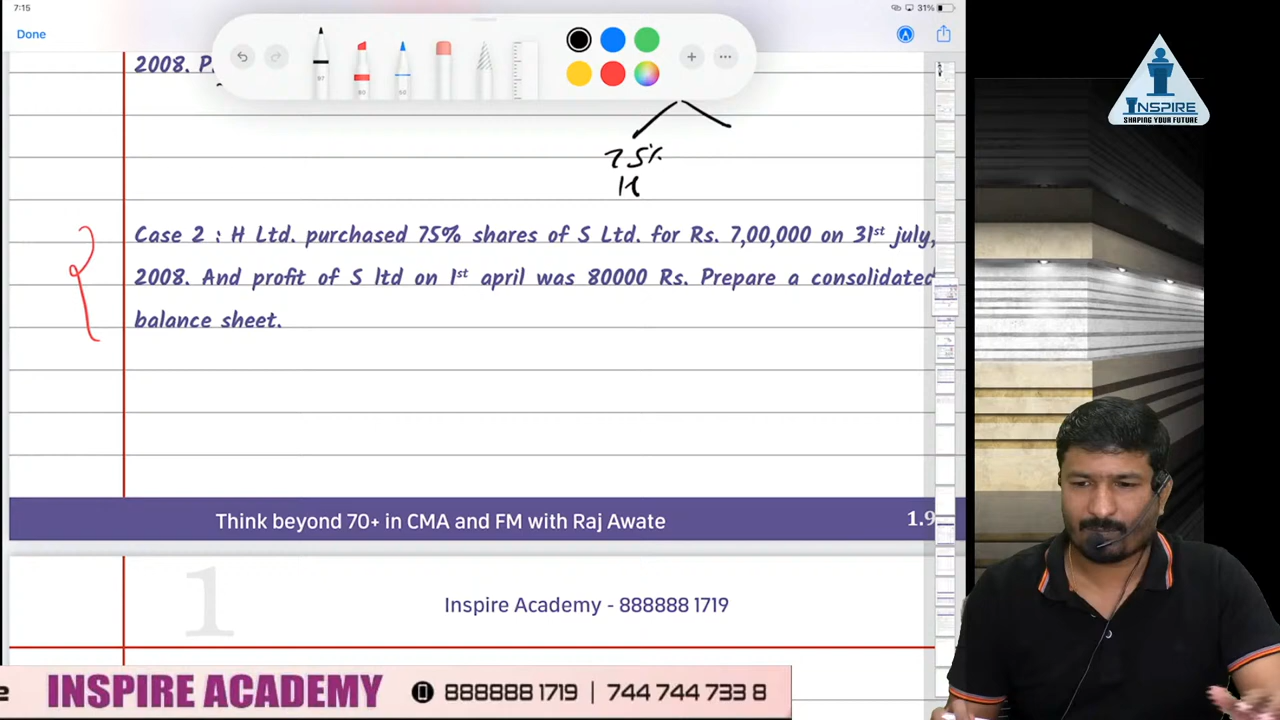 7:15
31%
Done
2008. P
75%
H
Case 2 : H Ltd. purchased 75% shares of S Ltd. for Rs. 7,00,000 on 31st july,
2008. And profit of S ltd on 1st april was 80000 Rs. Prepare a consolidated
balance sheet.
Think beyond 70+ in CMA and FM with Raj Awate
1.9
1
Inspire Academy - 888888 1719
INSPIRE ACADEMY 888888 1719 | 744 744 733 8
INSPIRE
SHAPING YOUR FUTURE